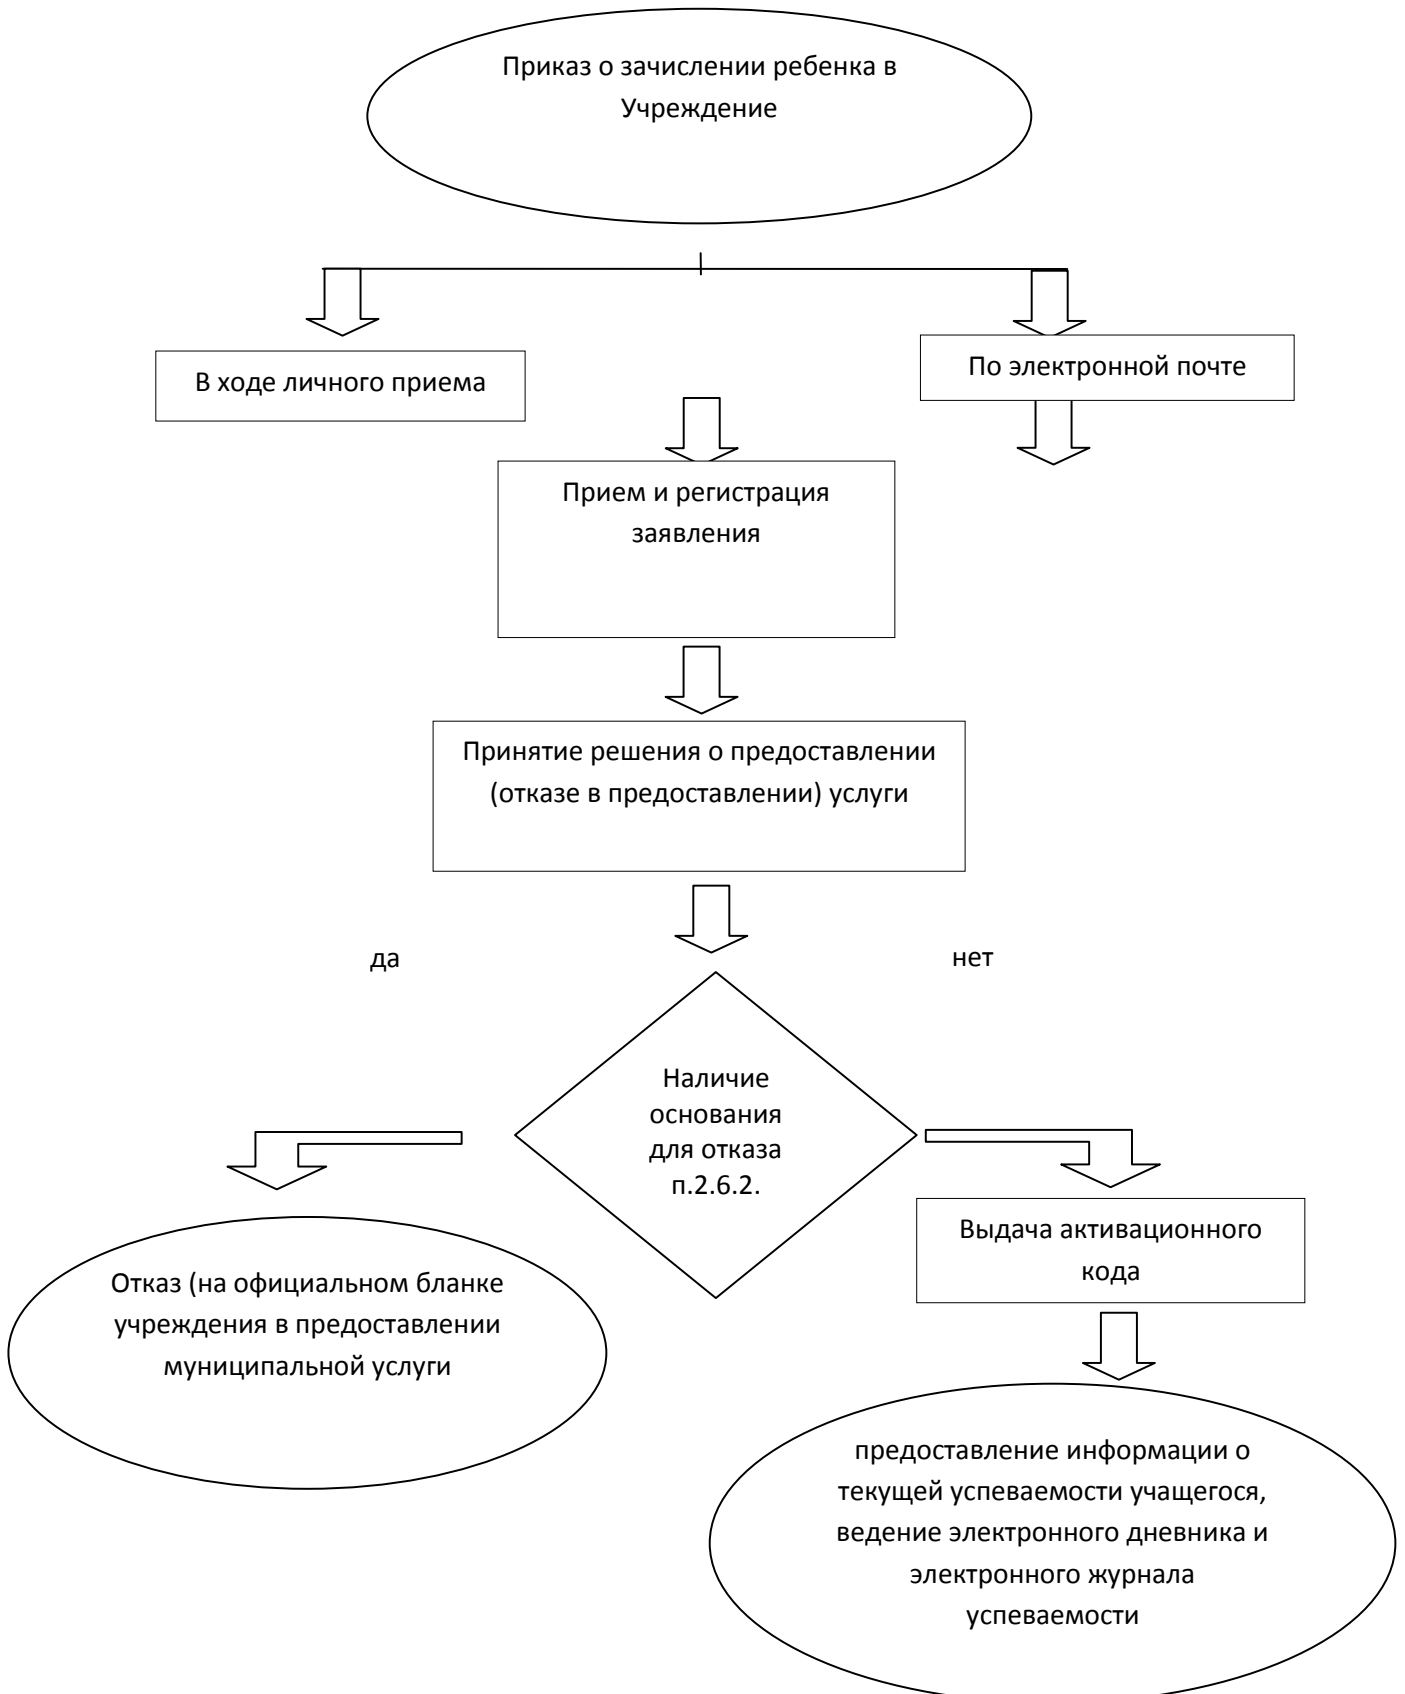 Приказ о зачислении ребенка в
Учреждение
В ходе личного приема
По электронной почте
Прием и регистрация
заявления
Принятие решения о предоставлении
(отказе в предоставлении) услуги
да
нет
Наличие
основания
для отказа
п.2.6.2.
Отказ (на официальном бланке
учреждения в предоставлении
муниципальной услуги
Выдача активационного
кода
предоставление информации о
текущей успеваемости учащегося,
ведение электронного дневника и
электронного журнала
успеваемости